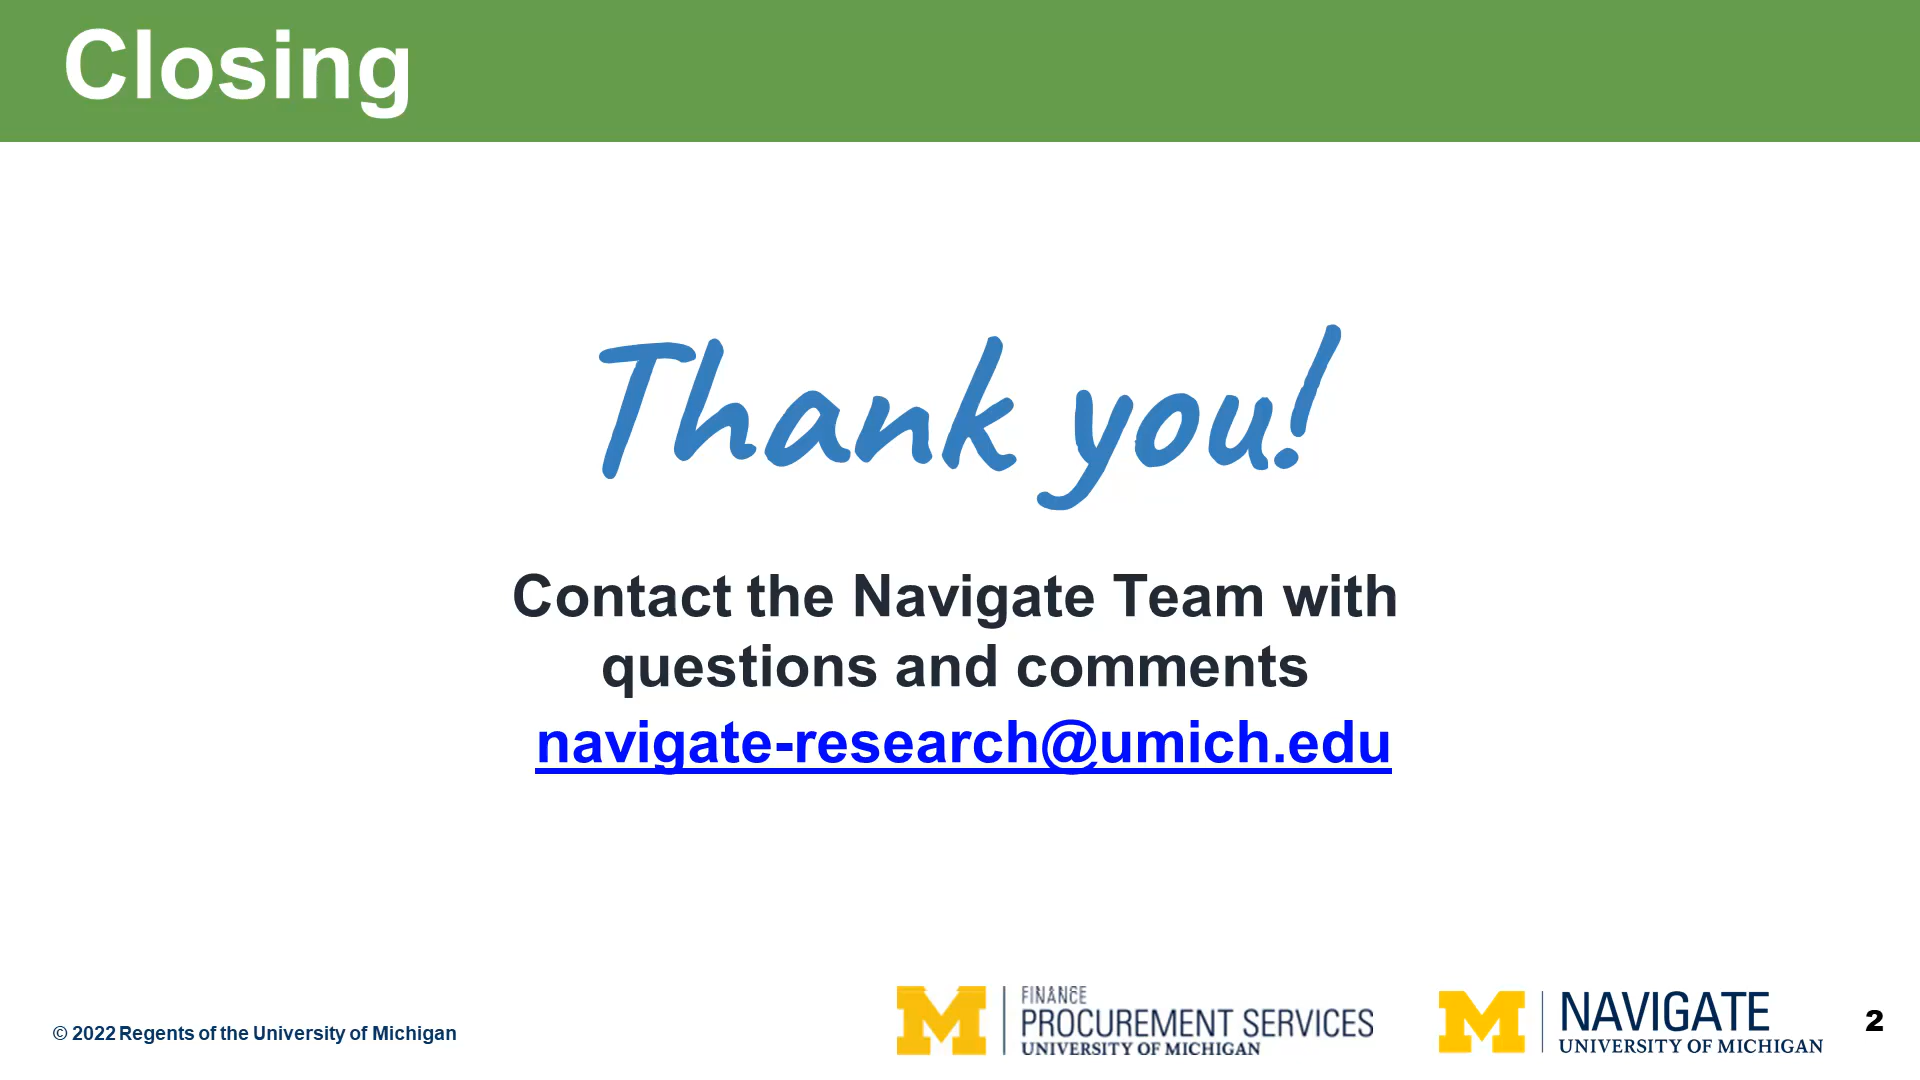 Closing
Thank you!
Contact the Navigate Team with
questions and comments
navigate-research@umich.edu
© 2022 Regents of the University of Michigan
FINANCE
PROCUREMENT SERVICES
UNIVERSITY OF MICHIGAN
NAVIGATE
UNIVERSITY OF MICHIGAN
2